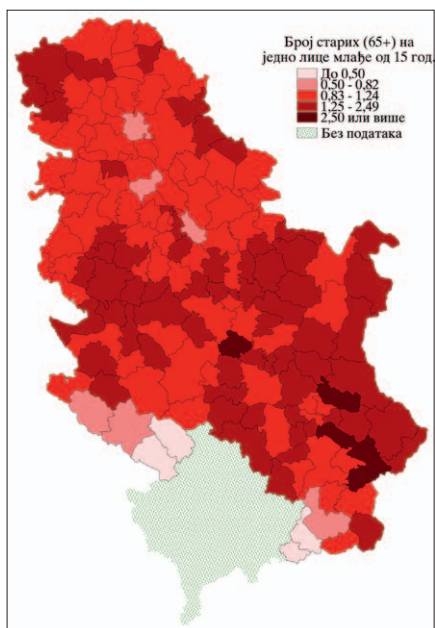 Број старих (65+) на
једно лице млађе од 15 год.
До 0,50
0,50 - 0,82
0,83 - 1,24
1,25 - 2,49
2,50 или више
Без података